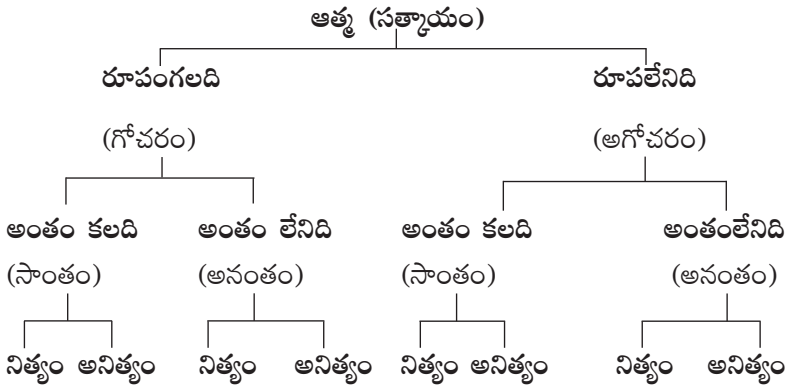 ఆత్మ (సత్కాయం)
రూపంగలది రూపలేనిది
(గోచరం) (అగోచరం)
అంతం కలది అంతం లేనిది అంతం కలది అంతంలేనిది
(సాంతం) (అనంతం) (సాంతం) (అనంతం)
నిత్యం అనిత్యం నిత్యం అనిత్యం నిత్యం అనిత్యం నిత్యం అనిత్యం